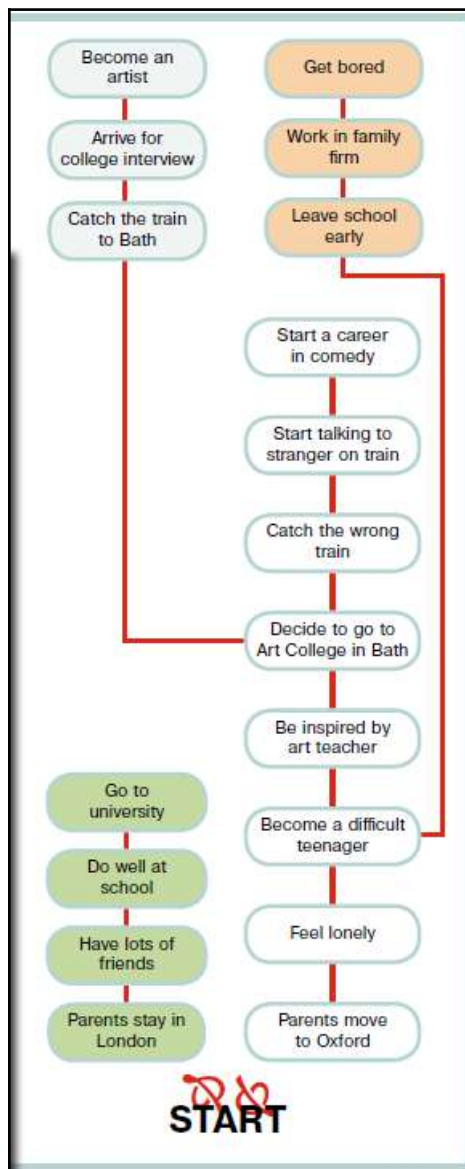 Become an
artist
Arrive for
college interview
Catch the train
to Bath
Get bored
Work in family
firm
Leave school
early
Start a career
in comedy
Start talking to
stranger on train
Catch the wrong
train
Decide to go to
Art College in Bath
Be inspired by
art teacher
Become a difficult
teenager
Feel lonely
Parents move
to Oxford
Go to
university
Do well at
school
Have lots of
friends
Parents stay in
London
START